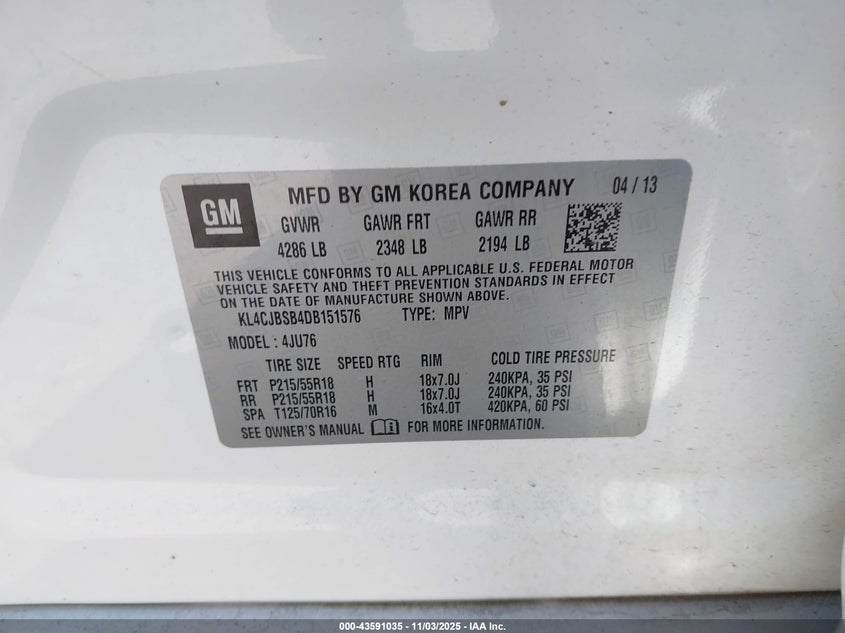 GM
MFD BY GM KOREA COMPANY 04 / 13
GVWR GAWR FRT GAWR RR
4286 LB 2348 LB 2194 LB
THIS VEHICLE CONFORMS TO ALL APPLICABLE U.S. FEDERAL MOTOR
VEHICLE SAFETY AND THEFT PREVENTION STANDARDS IN EFFECT
ON THE DATE OF MANUFACTURE SHOWN ABOVE.
KL4CJBSB4DB151576 TYPE: MPV
MODEL : 4JU76
TIRE SIZE SPEED RTG RIM COLD TIRE PRESSURE
FRT P215/55R18 H 18x7.0J 240KPA, 35 PSI
RR P215/55R18 H 18x7.0J 240KPA, 35 PSI
SPA T125/70R16 M 16x4.0T 420KPA, 60 PSI
SEE OWNER'S MANUAL FOR MORE INFORMATION.
000-43591035 - 11/03/2025 - IAA Inc.